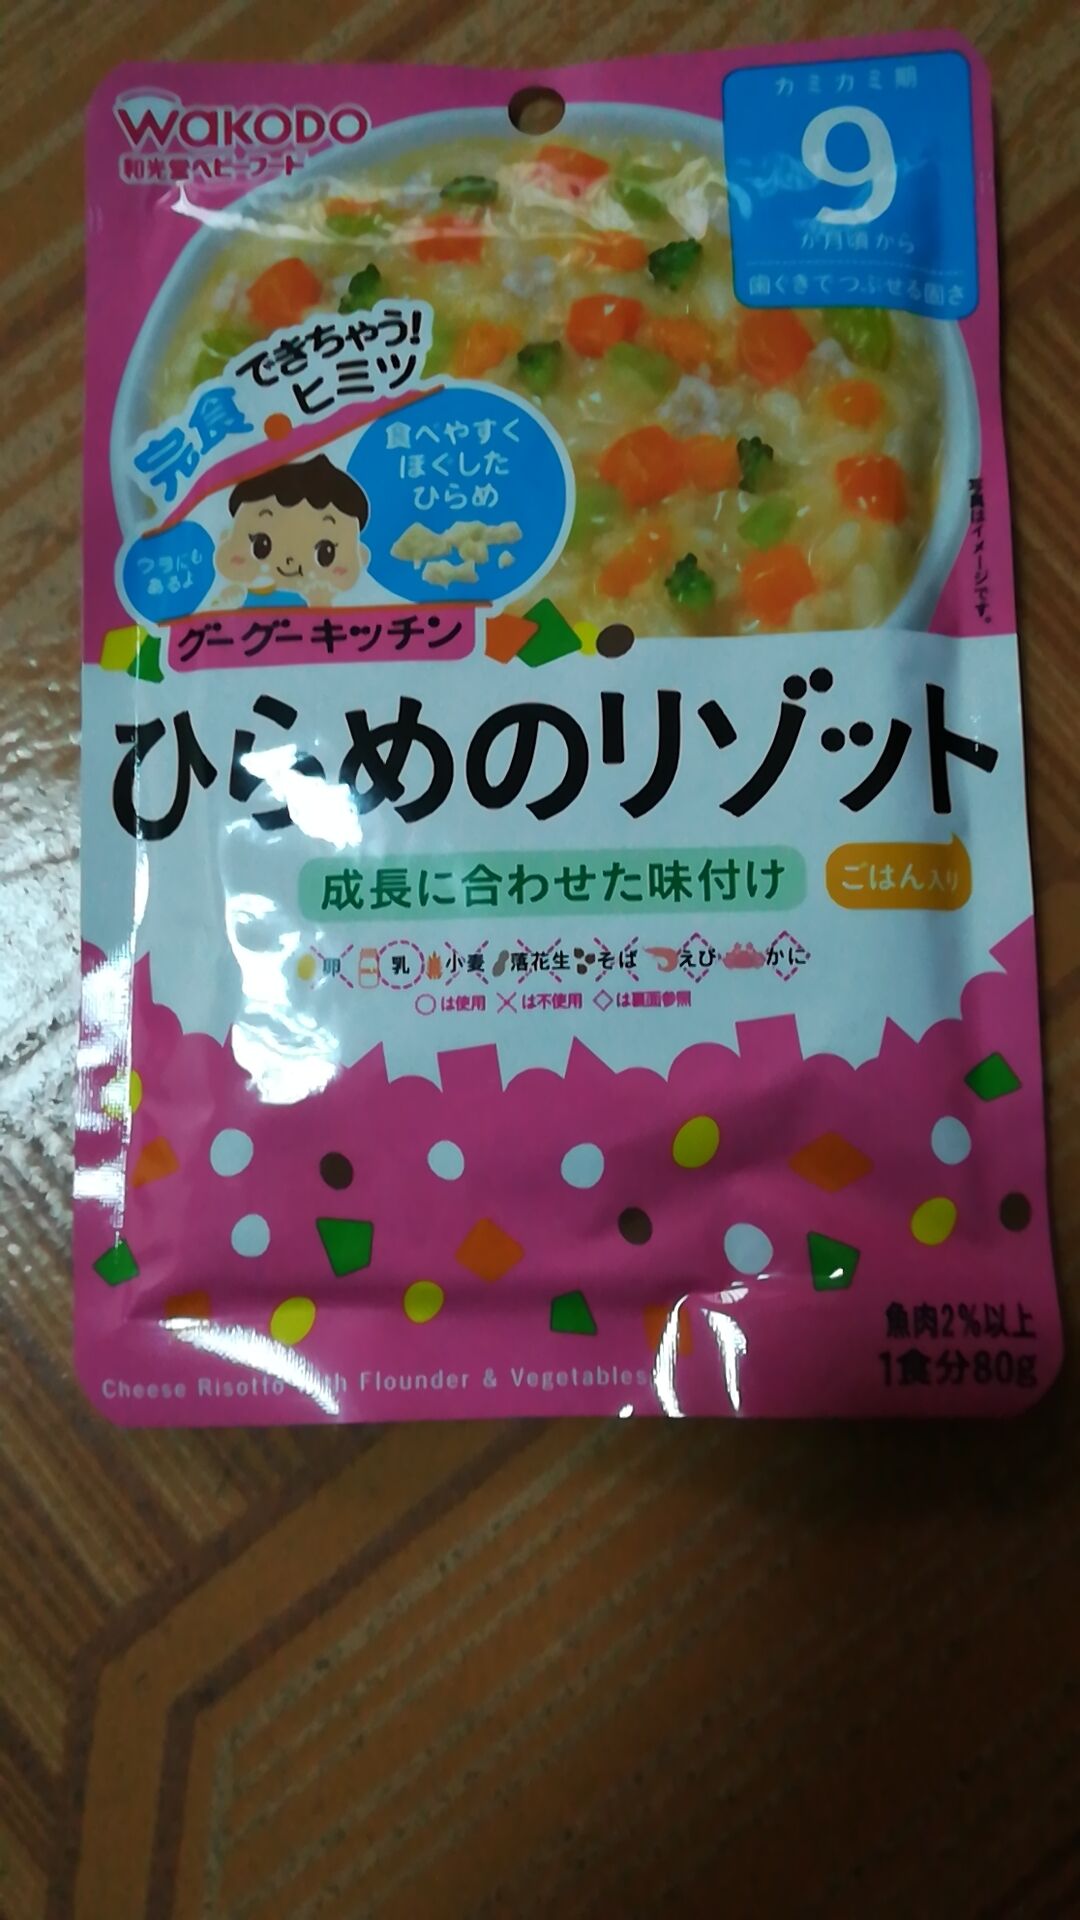 WAKODO
和光堂ベビーフード
カミカミ期
9
か月頃から
歯ぐきでつぶせる固さ
完食できちゃう!
ヒミツ
食べやすく
ほぐした
ひらめ
ウラにも
あるよ
写真はイメージです。
グーグーキッチン
ひらめのリゾット
成長に合わせた味付け
ごはん入り
卵 乳 小麦 落花生 そば えび かに
○は使用 ×は不使用 ◇は裏面参照
魚肉2%以上
1食分80g
Cheese Risotto with Flounder & Vegetables